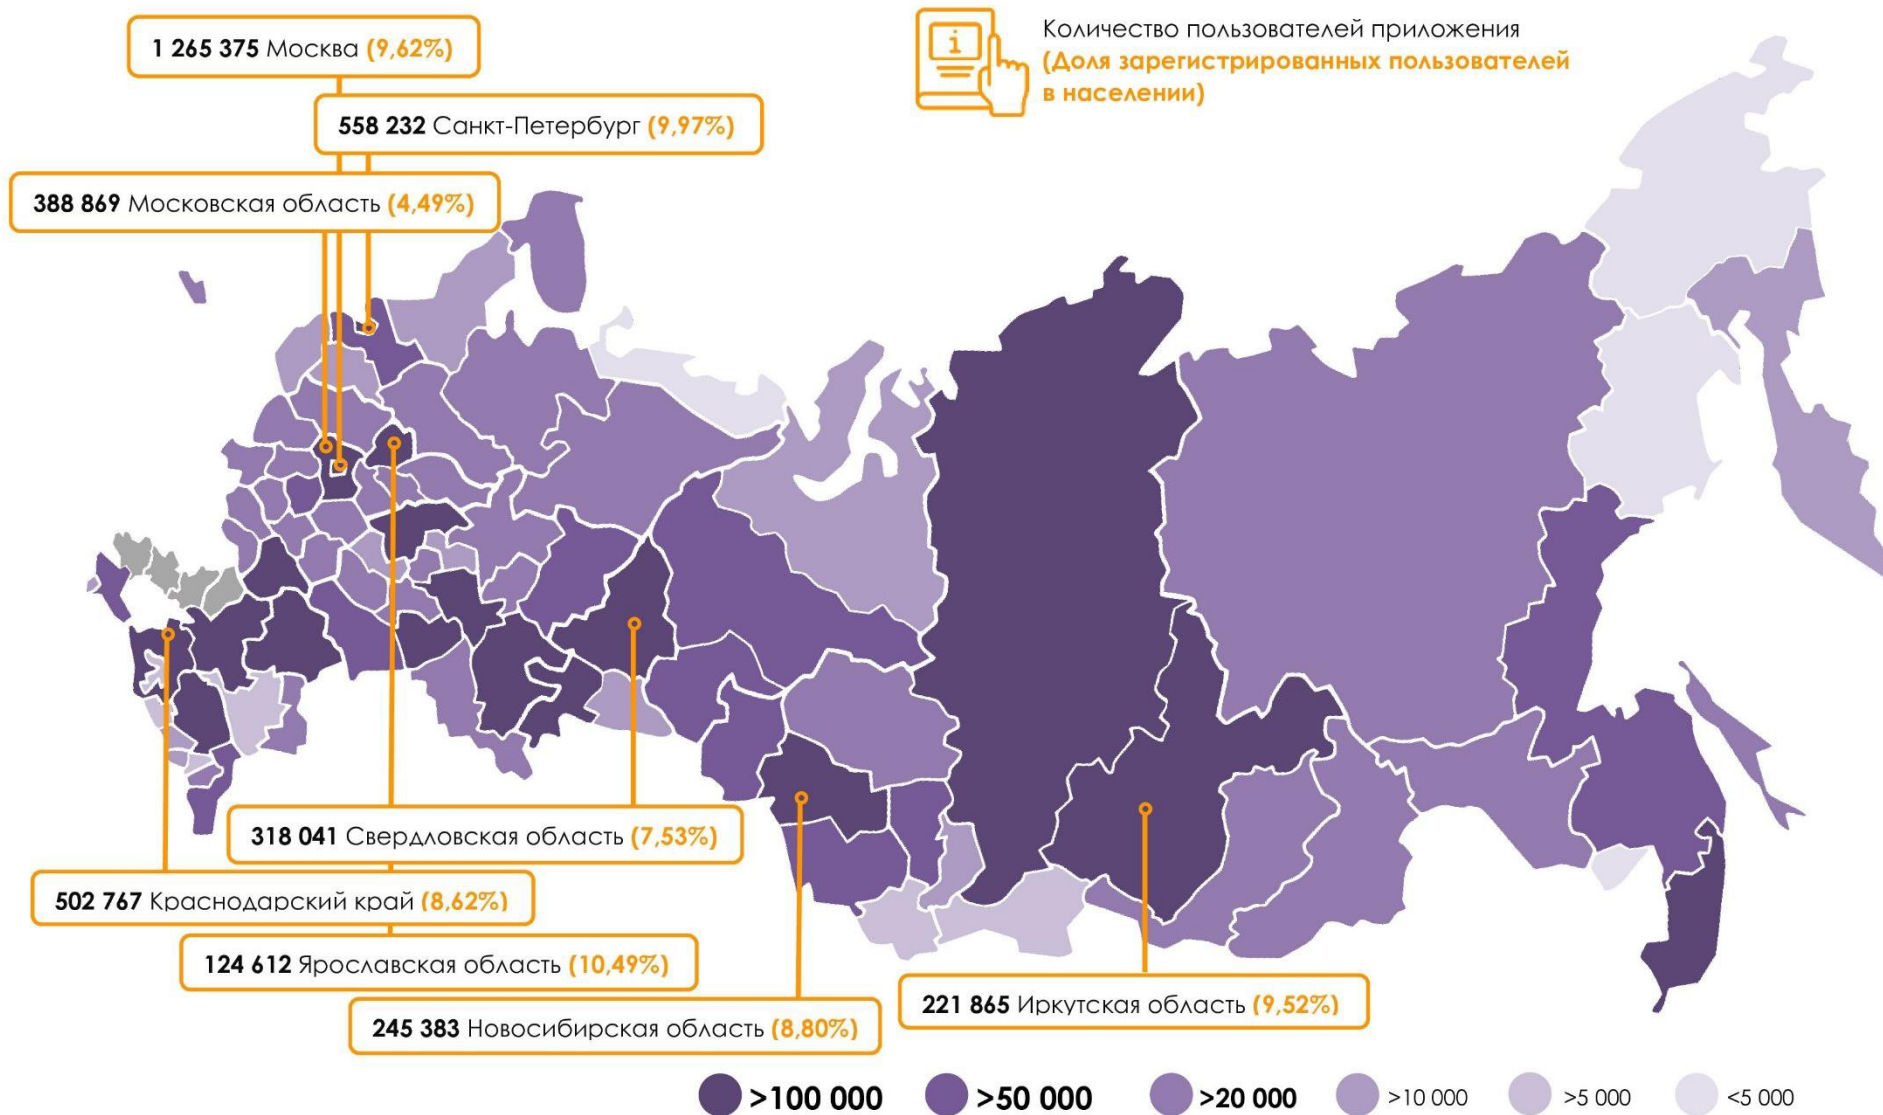 Количество пользователей приложения
(Доля зарегистрированных пользователей
в населении)
1 265 375 Москва (9,62%)
558 232 Санкт-Петербург (9,97%)
388 869 Московская область (4,49%)
318 041 Свердловская область (7,53%)
502 767 Краснодарский край (8,62%)
124 612 Ярославская область (10,49%)
245 383 Новосибирская область (8,80%)
221 865 Иркутская область (9,52%)
>100 000 >50 000 >20 000 >10 000 >5 000 <5 000